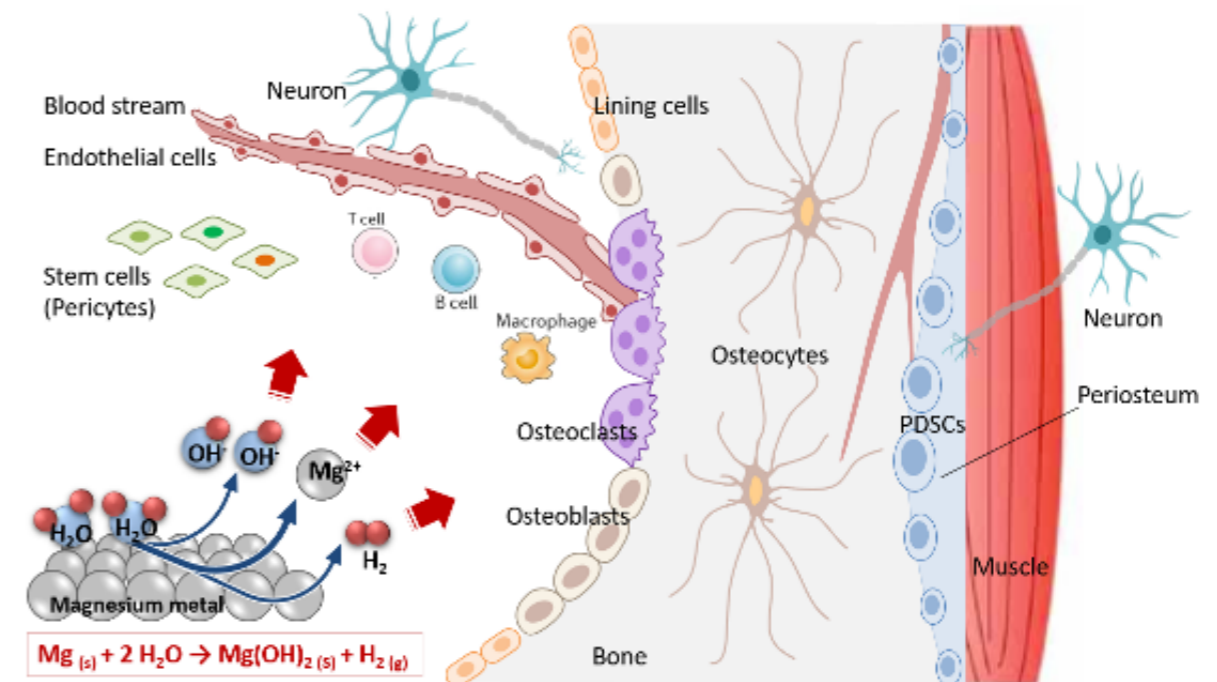 Neuron
Blood stream
Endothelial cells
Lining cells
T cell
B cell
Stem cells
(Pericytes)
Macrophage
Osteocytes
Neuron
Periosteum
PDSCs
Osteoclasts
Osteoblasts
OH-
OH-
Mg2+
H2O
H2O
H2
Magnesium metal
Muscle
Bone
Mg (s) + 2 H2O → Mg(OH)2 (S) + H2 (g)